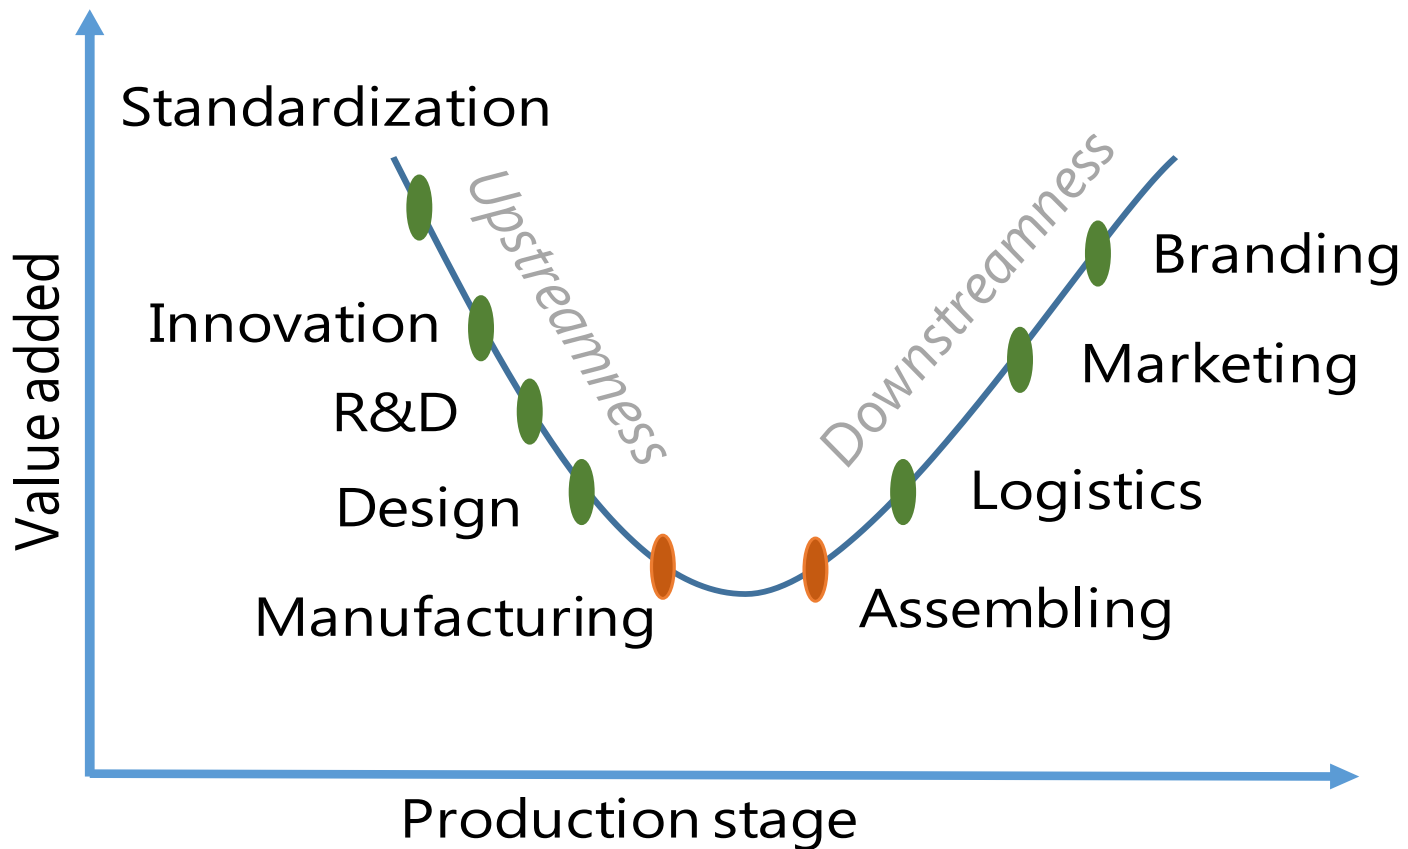 Standardization
Upstreamness
Downstreamness
Innovation
Branding
Marketing
R&D
Design
Logistics
Manufacturing
Assembling
Value added
Production stage